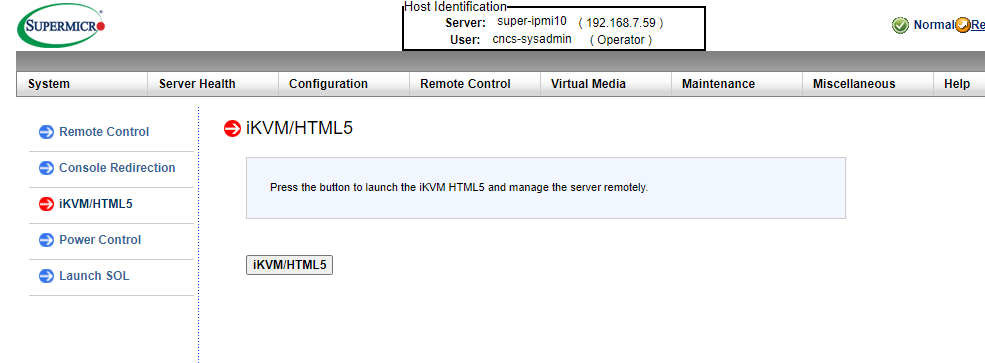 SUPERMICRO
Host Identification
Server: super-ipmi10 ( 192.168.7.59 )
User: cncs-sysadmin ( Operator )
Normal Re
System Server Health Configuration Remote Control Virtual Media Maintenance Miscellaneous Help
Remote Control
Console Redirection
iKVM/HTML5
Power Control
Launch SOL
iKVM/HTML5
Press the button to launch the iKVM HTML5 and manage the server remotely.
iKVM/HTML5